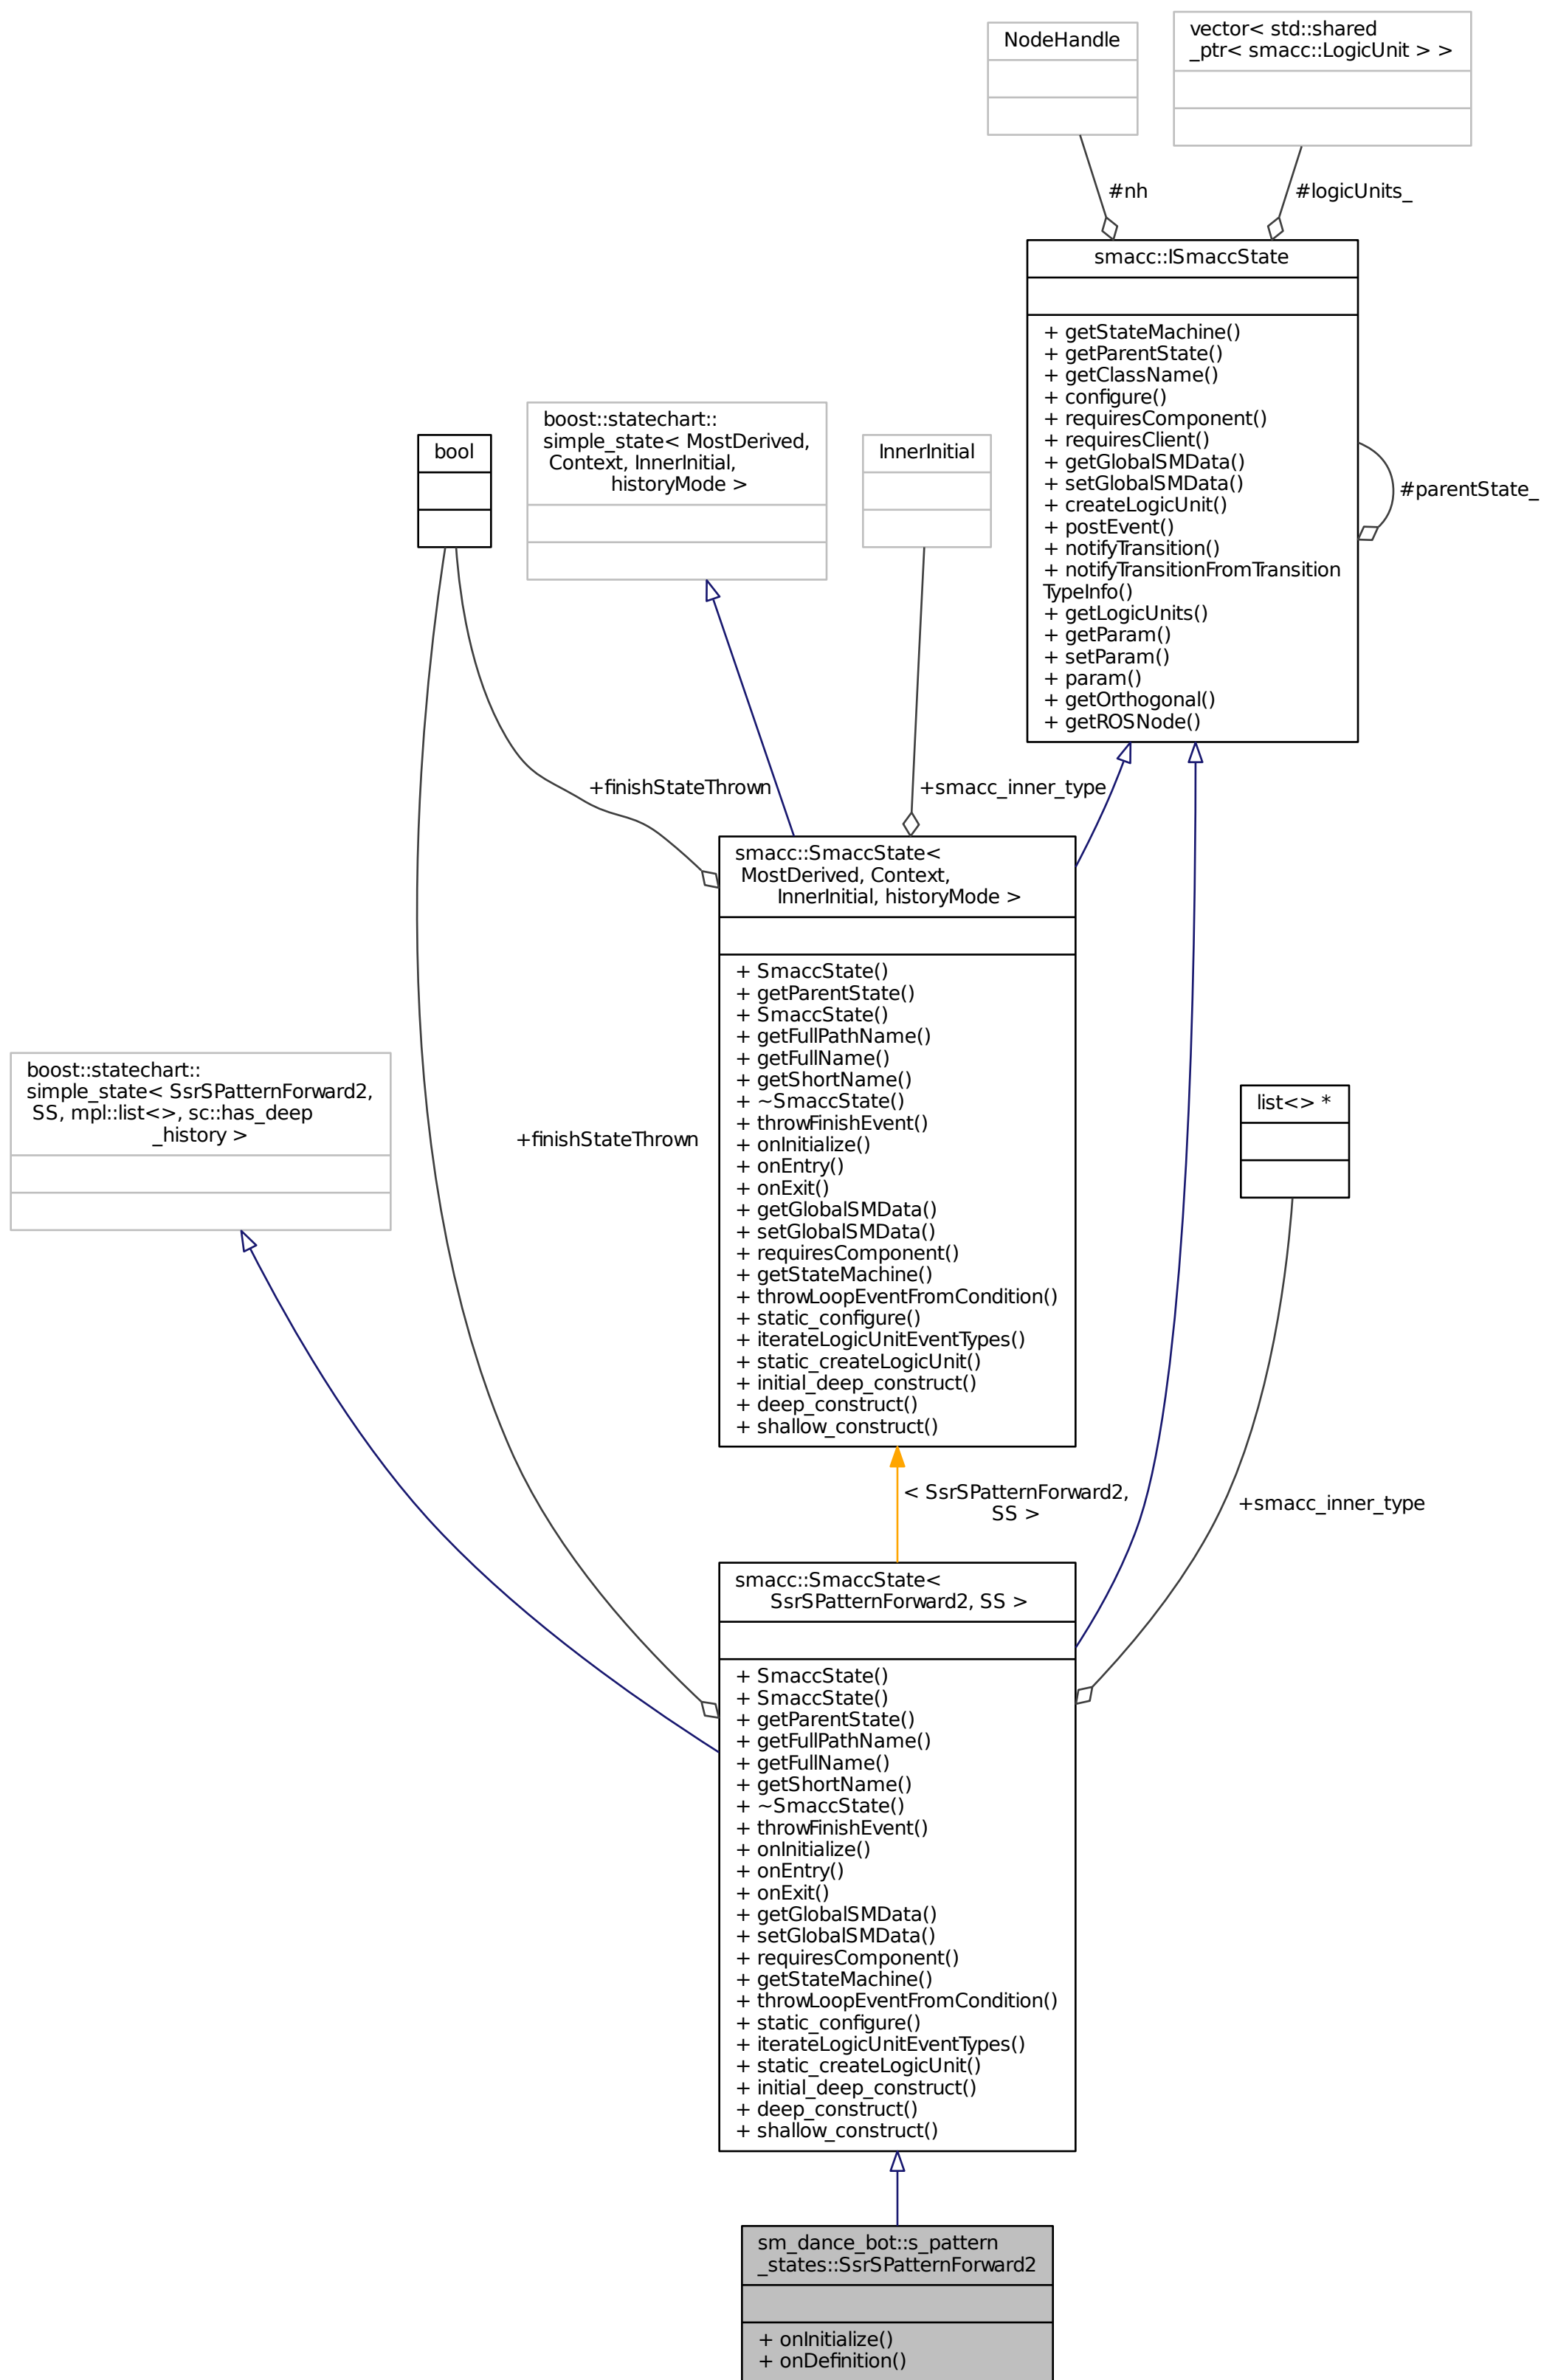 NodeHandle
vector< std::shared
_ptr< smacc::LogicUnit > >
#nh
#logicUnits_
smacc::ISmaccState
+ getStateMachine()
+ getParentState()
+ getClassName()
+ configure()
+ requiresComponent()
+ requiresClient()
+ getGlobalSMData()
+ setGlobalSMData()
+ createLogicUnit()
+ postEvent()
+ notifyTransition()
+ notifyTransitionFromTransition
TypeInfo()
+ getLogicUnits()
+ getParam()
+ setParam()
+ param()
+ getOrthogonal()
+ getROSNode()
#parentState_
bool
boost::statechart::
simple_state< MostDerived,
Context, InnerInitial,
historyMode >
InnerInitial
+finishStateThrown
+smacc_inner_type
smacc::SmaccState<
MostDerived, Context,
InnerInitial, historyMode >
+ SmaccState()
+ getParentState()
+ SmaccState()
+ getFullPathName()
+ getFullName()
+ getShortName()
+ ~SmaccState()
+ throwFinishEvent()
+ onInitialize()
+ onEntry()
+ onExit()
+ getGlobalSMData()
+ setGlobalSMData()
+ requiresComponent()
+ getStateMachine()
+ throwLoopEventFromCondition()
+ static_configure()
+ iterateLogicUnitEventTypes()
+ static_createLogicUnit()
+ initial_deep_construct()
+ deep_construct()
+ shallow_construct()
boost::statechart::
simple_state< SsrSPatternForward2,
SS, mpl::list<>, sc::has_deep
_history >
+finishStateThrown
list<> *
< SsrSPatternForward2,
SS >
+smacc_inner_type
smacc::SmaccState<
SsrSPatternForward2, SS >
+ SmaccState()
+ SmaccState()
+ getParentState()
+ getFullPathName()
+ getFullName()
+ getShortName()
+ ~SmaccState()
+ throwFinishEvent()
+ onInitialize()
+ onEntry()
+ onExit()
+ getGlobalSMData()
+ setGlobalSMData()
+ requiresComponent()
+ getStateMachine()
+ throwLoopEventFromCondition()
+ static_configure()
+ iterateLogicUnitEventTypes()
+ static_createLogicUnit()
+ initial_deep_construct()
+ deep_construct()
+ shallow_construct()
sm_dance_bot::s_pattern
_states::SsrSPatternForward2
+ onInitialize()
+ onDefinition()